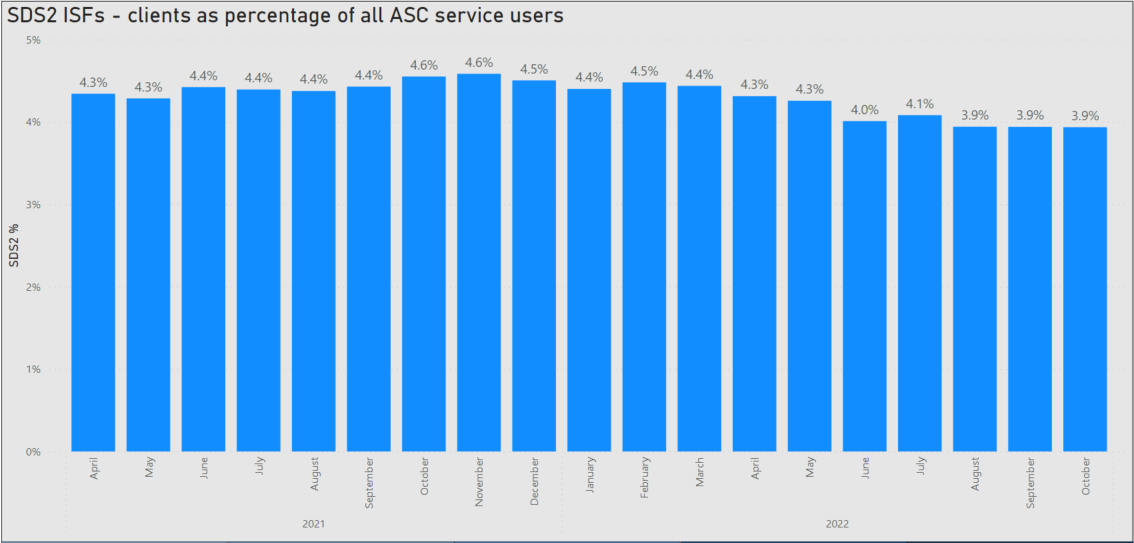 SDS2 ISFs - clients as percentage of all ASC service users
5%
4%
3%
2%
1%
0%
SDS2 %
4.3%
4.3%
4.4%
4.4%
4.4%
4.4%
4.6%
4.6%
4.5%
4.4%
4.5%
4.4%
4.3%
4.3%
4.0%
4.1%
3.9%
3.9%
3.9%
April
May
June
July
August
September
October
November
December
January
February
March
April
May
June
July
August
September
October
2021
2022